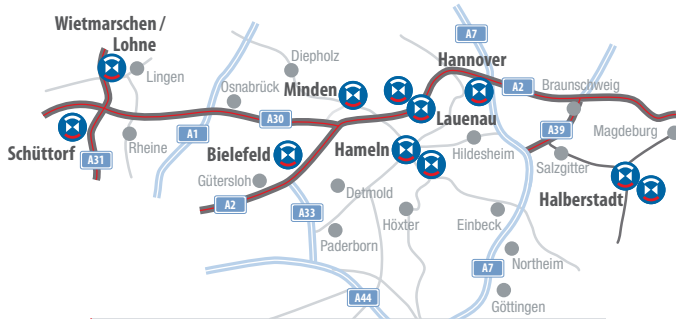 Wietmarschen /
Lohne
A7
Diepholz
Hannover
Lingen
Osnabrück
Minden
A2
Braunschweig
A30
Lauenau
A1
A39
Magdeburg
Schüttorf
A31
Rheine
Bielefeld
Hameln
Hildesheim
Salzgitter
Gütersloh
Detmold
Halberstadt
A2
A33
Höxter
Einbeck
Paderborn
Northeim
A7
A44
Göttingen